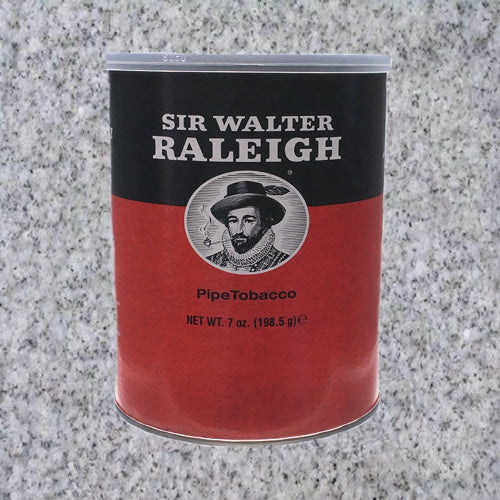 SIR WALTER
RALEIGH®
PipeTobacco
NET WT. 7 oz. (198.5 g)℮